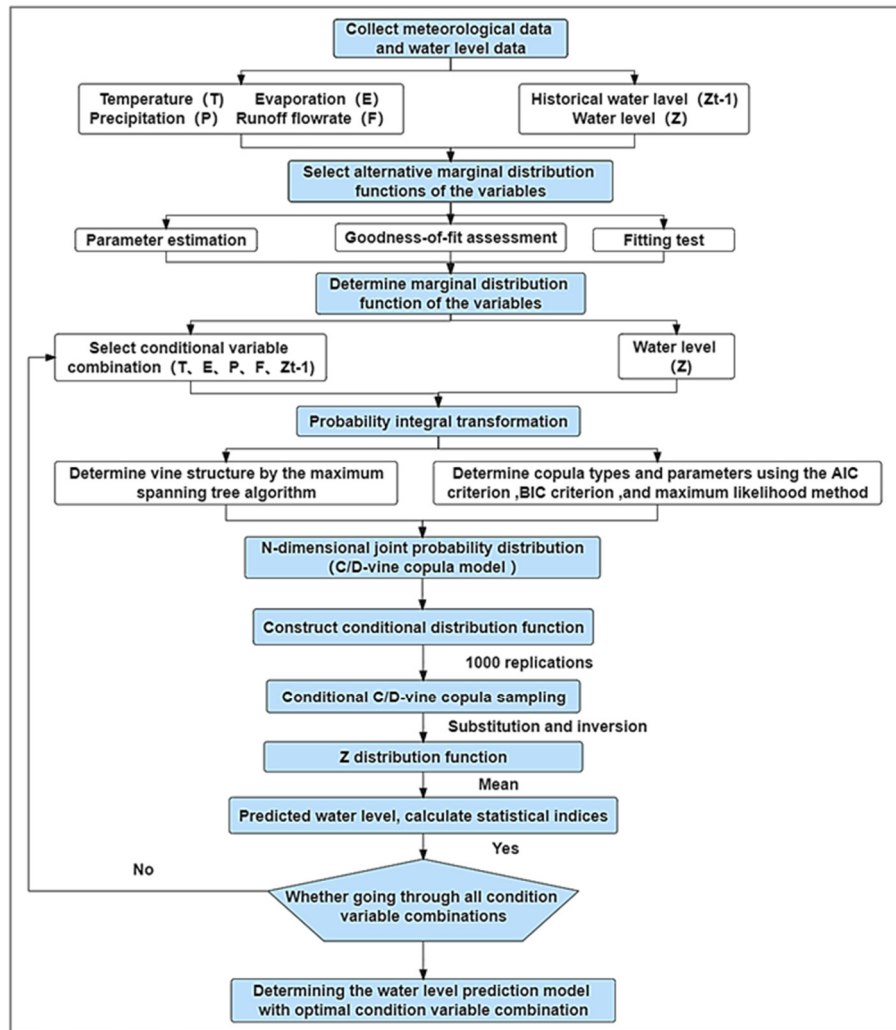 Collect meteorological data
and water level data
Temperature（T） Evaporation（E）
Precipitation（P） Runoff flowrate（F）
Historical water lavel（Zt-1）
Water level（Z）
Select alternative marginal distribution
functions of the variables
Parameter estimation
Goodness-of-fit assessment
Fitting test
Determine marginal distribution
function of the variables
Select conditional variable
combination（T、E、P、F、Zt-1）
Water level
（Z）
Probability integral transformation
Determine vine structure by the maximum
spanning tree algorithm
Determine copula types and parameters using the AIC
criterion ,BIC criterion ,and maximum likelihood method
N-dimensional joint probability distribution
（C/D-vine copula model ）
Construct conditional distribution function
1000 replications
Conditional C/D-vine copula sampling
Substitution and inversion
Z distribution function
Mean
Predicted water level, calculate statistical indices
Yes
No
Whether going through all condition
variable combinations
Determining the water level prediction model
with optimal condition variable combination